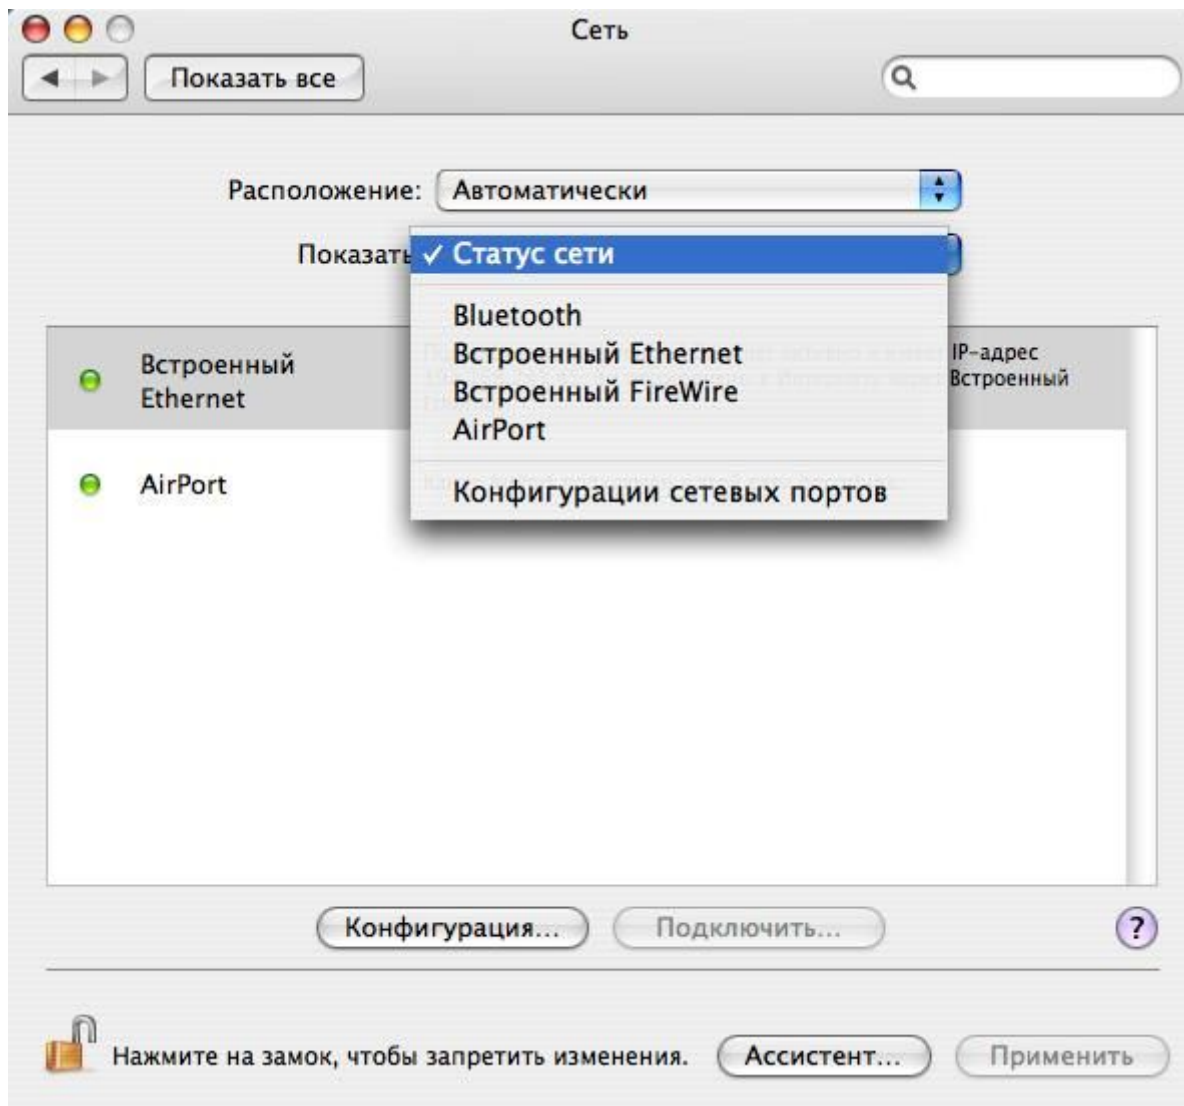 Сеть
Показать все
Расположение: Автоматически
Показать ✓ Статус сети
Bluetooth
Встроенный Ethernet
Встроенный FireWire
AirPort
Конфигурации сетевых портов
Встроенный
Ethernet
IP-адрес
Встроенный
AirPort
Конфигурация...
Подключить...
?
Нажмите на замок, чтобы запретить изменения.
Ассистент...
Применить